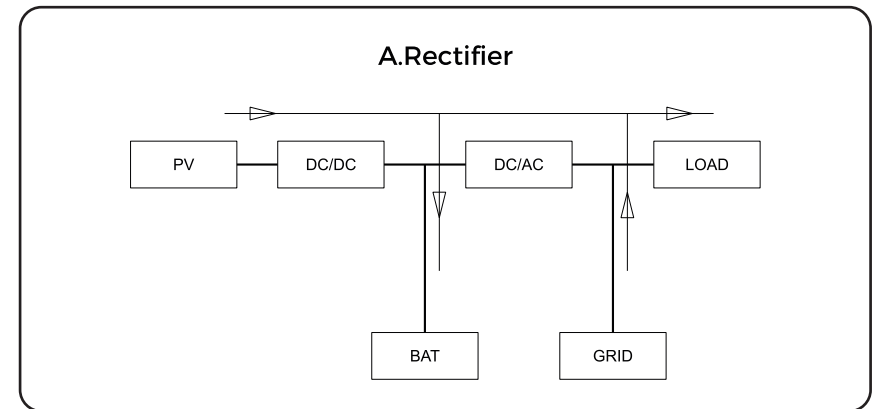 A.Rectifier
PV
DC/DC
DC/AC
LOAD
BAT
GRID